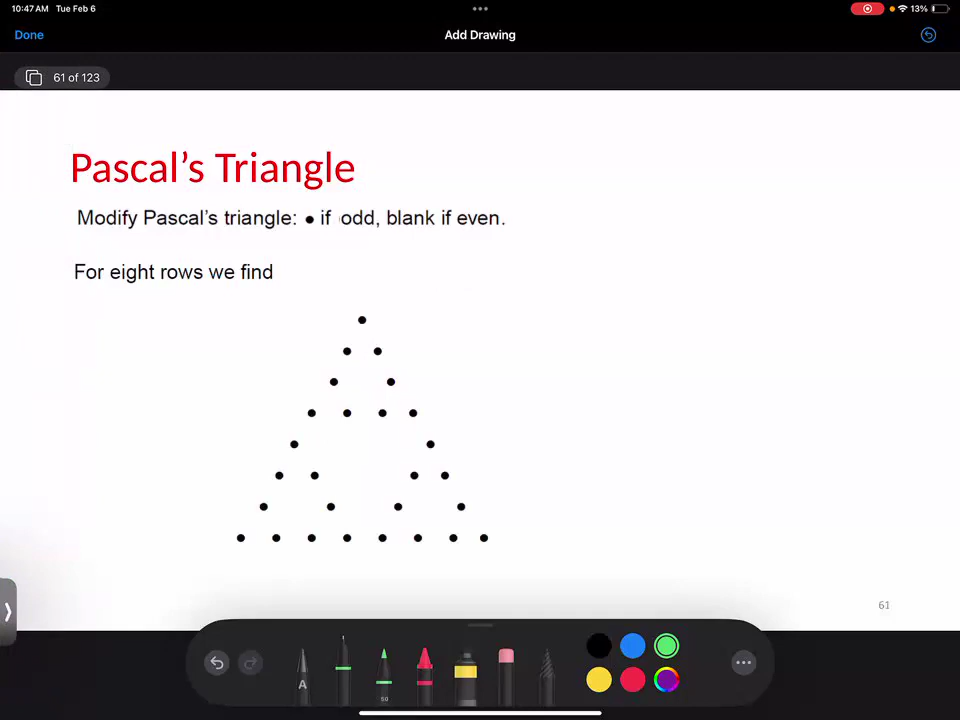 10:47 AM Tue Feb 6
13%
Done
Add Drawing
61 of 123
Pascal's Triangle
Modify Pascal's triangle: • if odd, blank if even.
For eight rows we find
61
A
50